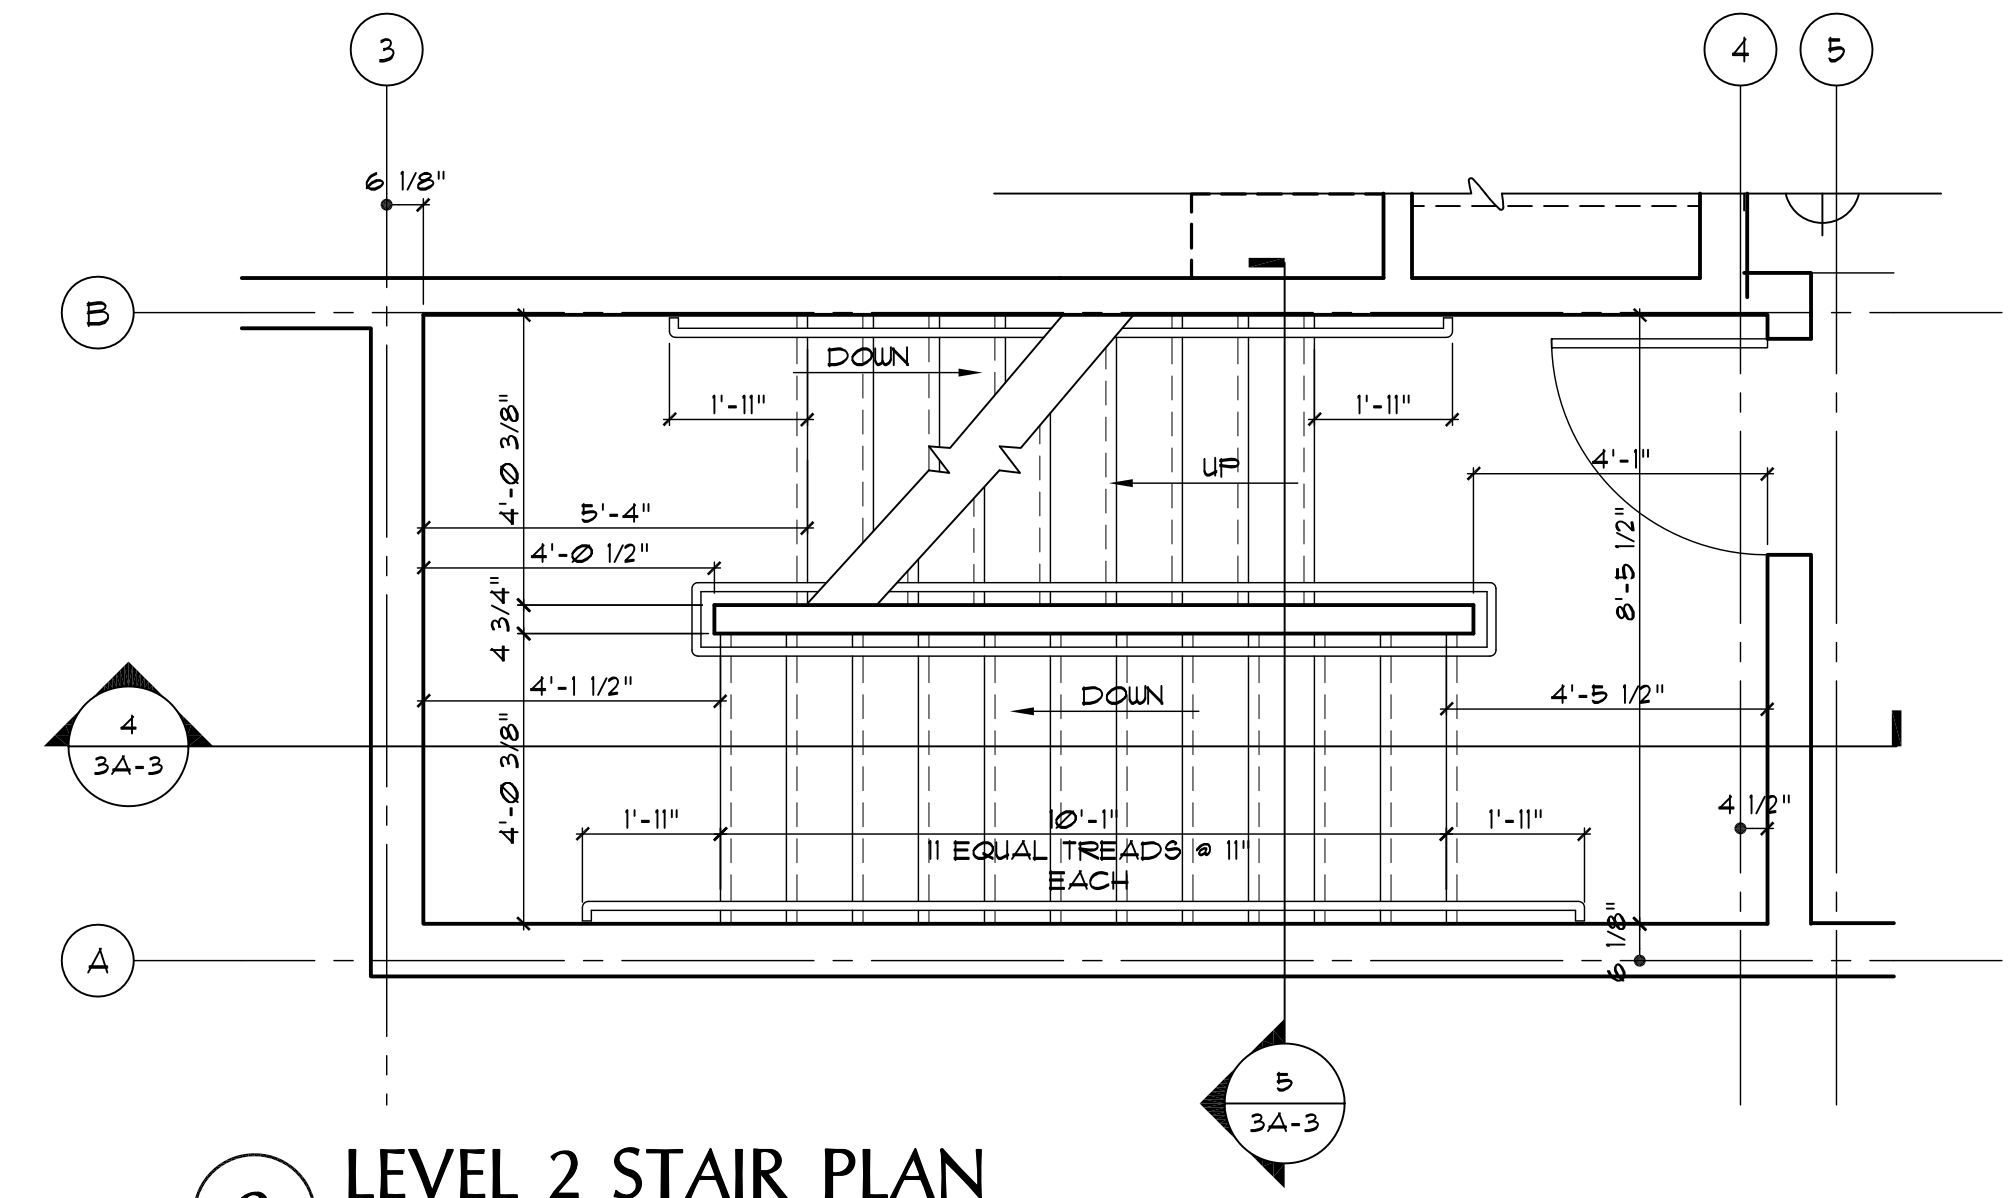 3
4
5
6 1/8"
B
DOWN
1'-11"
1'-11"
4'-0 3/8"
UP
4'-1"
5'-4"
4'-0 1/2"
8'-5 1/2"
4 3/4"
4'-1 1/2"
DOWN
4'-5 1/2"
4
3A-3
4'-0 3/8"
1'-11"
10'-1"
1'-11"
4 1/2"
11 EQUAL TREADS @ 11"
EACH
6 1/8"
A
5
3A-3
LEVEL 2 STAIR PLAN